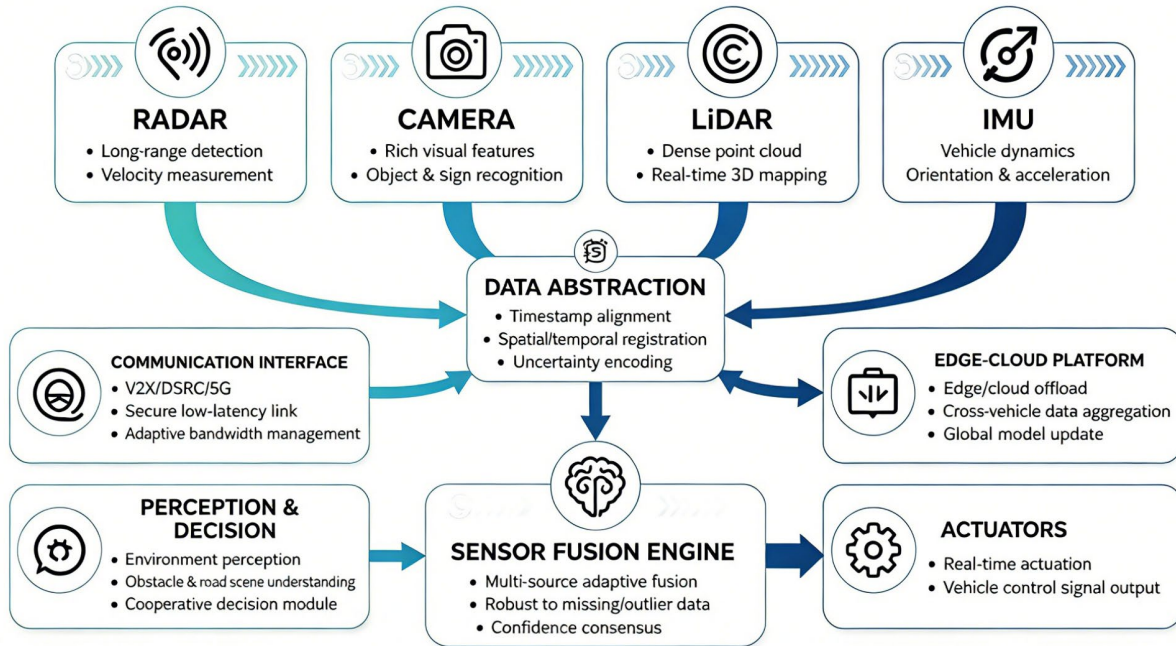 RADAR
• Long-range detection
• Velocity measurement
CAMERA
• Rich visual features
• Object & Sign recognition
LiDAR
• Dense point cloud
• Real-time 3D mapping
IMU
Vehicle dynamics
Orientation & acceleration
S
DATA ABSTRACTION
• Timestamp alignment
• Spatial/temporal registration
• Uncertainty encoding
COMMUNICATION INTERFACE
• V2X/DSRC/5G
• Secure low-latency link
• Adaptive bandwidth management
EDGE-CLOUD PLATFORM
• Edge/cloud offload
• Cross-vehicle data aggregation
• Global model update
PERCEPTION &
DECISION
• Environment perception
• Obstacle & road scene understanding
• Cooperative decision module
SENSOR FUSION ENGINE
• Multi-source adaptive fusion
• Robust to missing/outlier data
• Confidence consensus
ACTUATORS
• Real-time actuation
• Vehicle control signal output